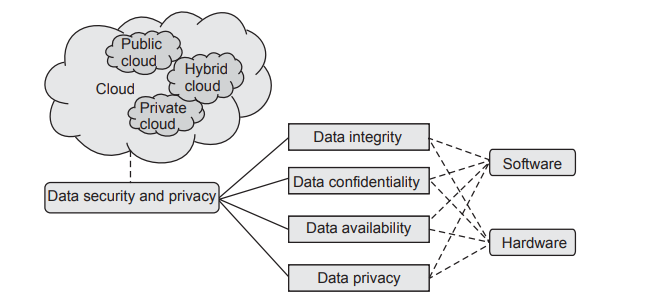 Public
cloud
Hybrid
cloud
Cloud
Private
cloud
Data security and privacy
Data integrity
Data confidentiality
Data availability
Data privacy
Software
Hardware